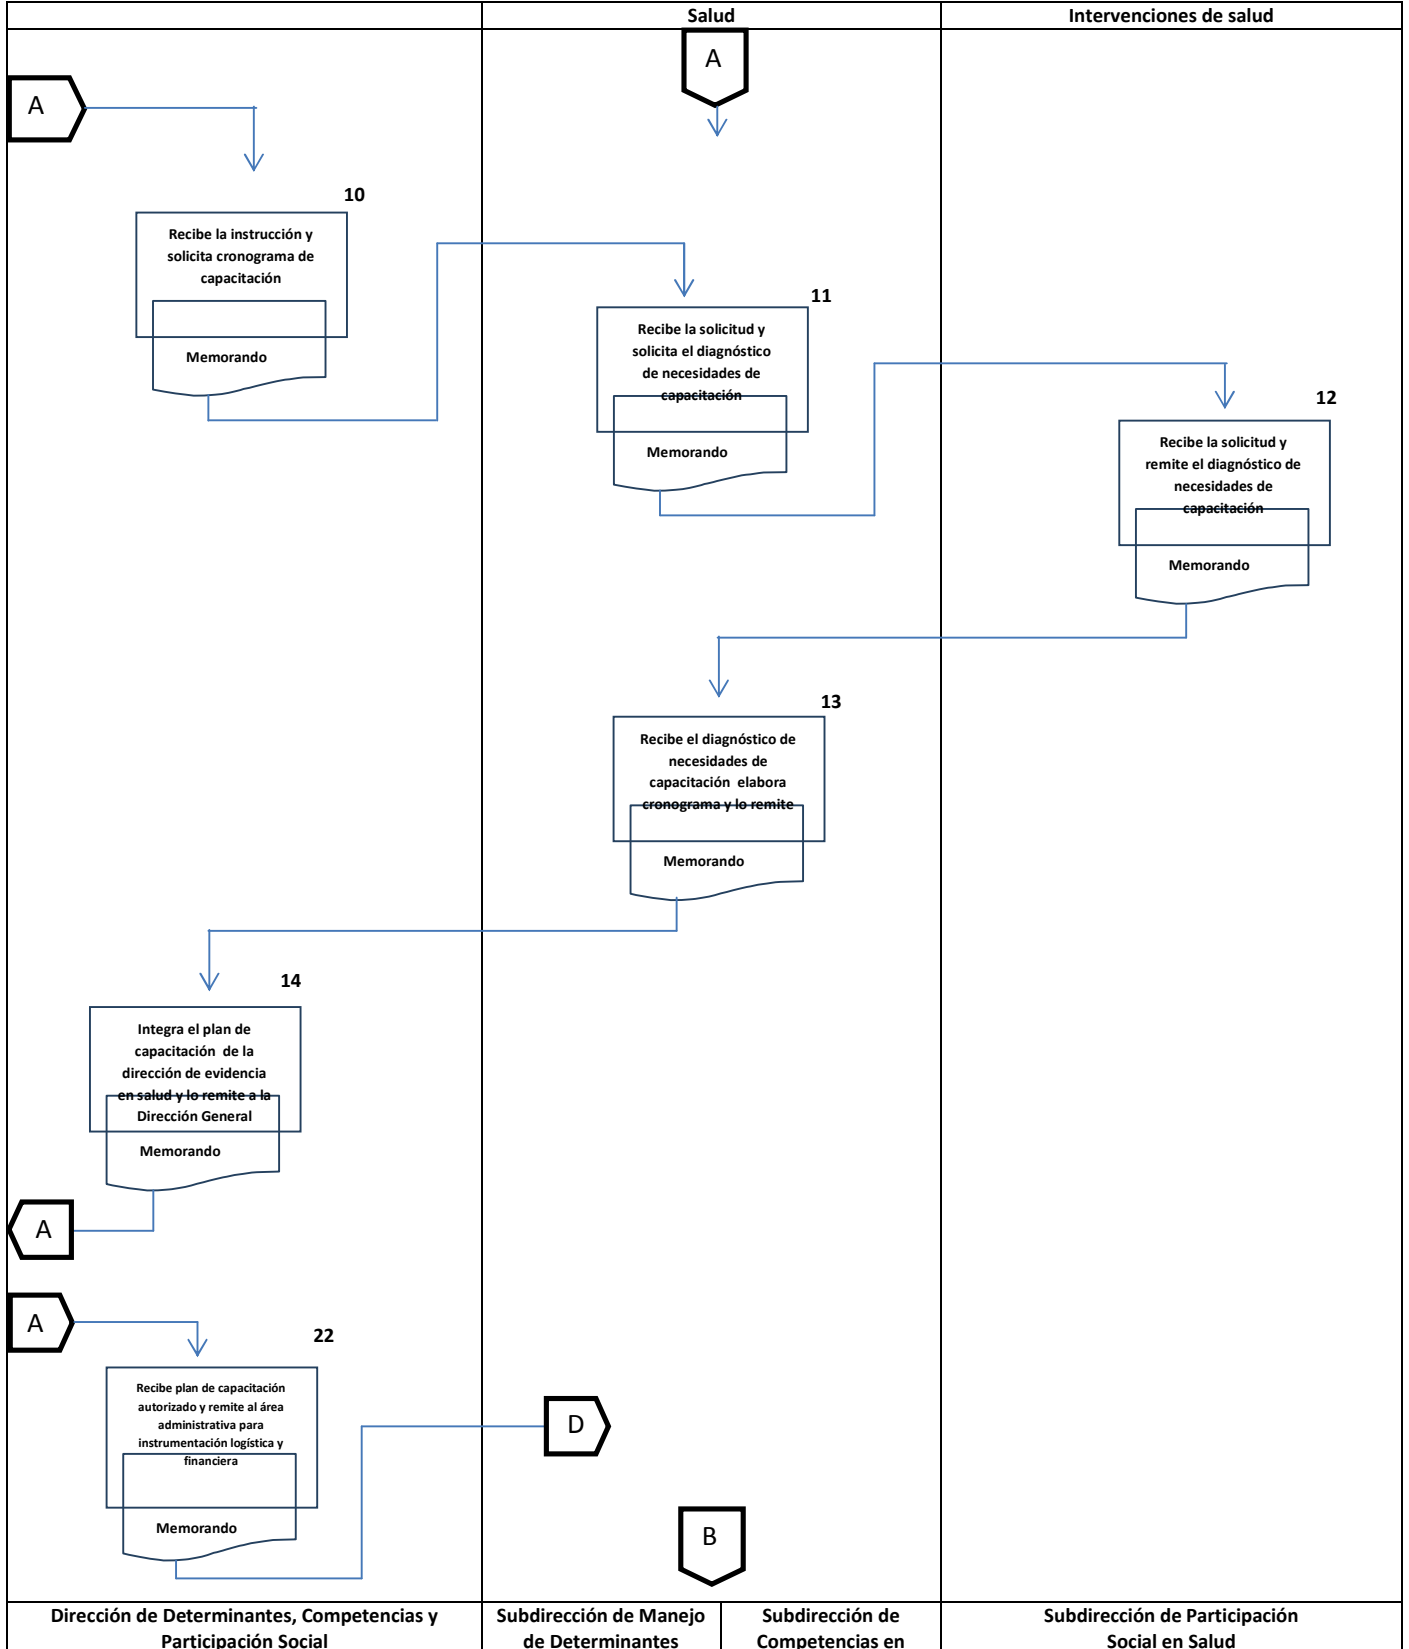 Salud
Intervenciones de salud
A
A
10
Recibe la instrucción y
solicita cronograma de
capacitación
Memorando
11
Recibe la solicitud y
solicita el diagnóstico
de necesidades de
capacitación
Memorando
12
Recibe la solicitud y
remite el diagnóstico de
necesidades de
capacitación
Memorando
13
Recibe el diagnóstico de
necesidades de
capacitación elabora
cronograma y lo remite
Memorando
14
Integra el plan de
capacitación de la
dirección de evidencia
en salud y lo remite a la
Dirección General
Memorando
A
A
22
Recibe plan de capacitación
autorizado y remite al área
administrativa para
instrumentación logística y
financiera
Memorando
D
B
Dirección de Determinantes, Competencias y
Participación Social
Subdirección de Manejo
de Determinantes
Subdirección de
Competencias en
Subdirección de Participación
Social en Salud